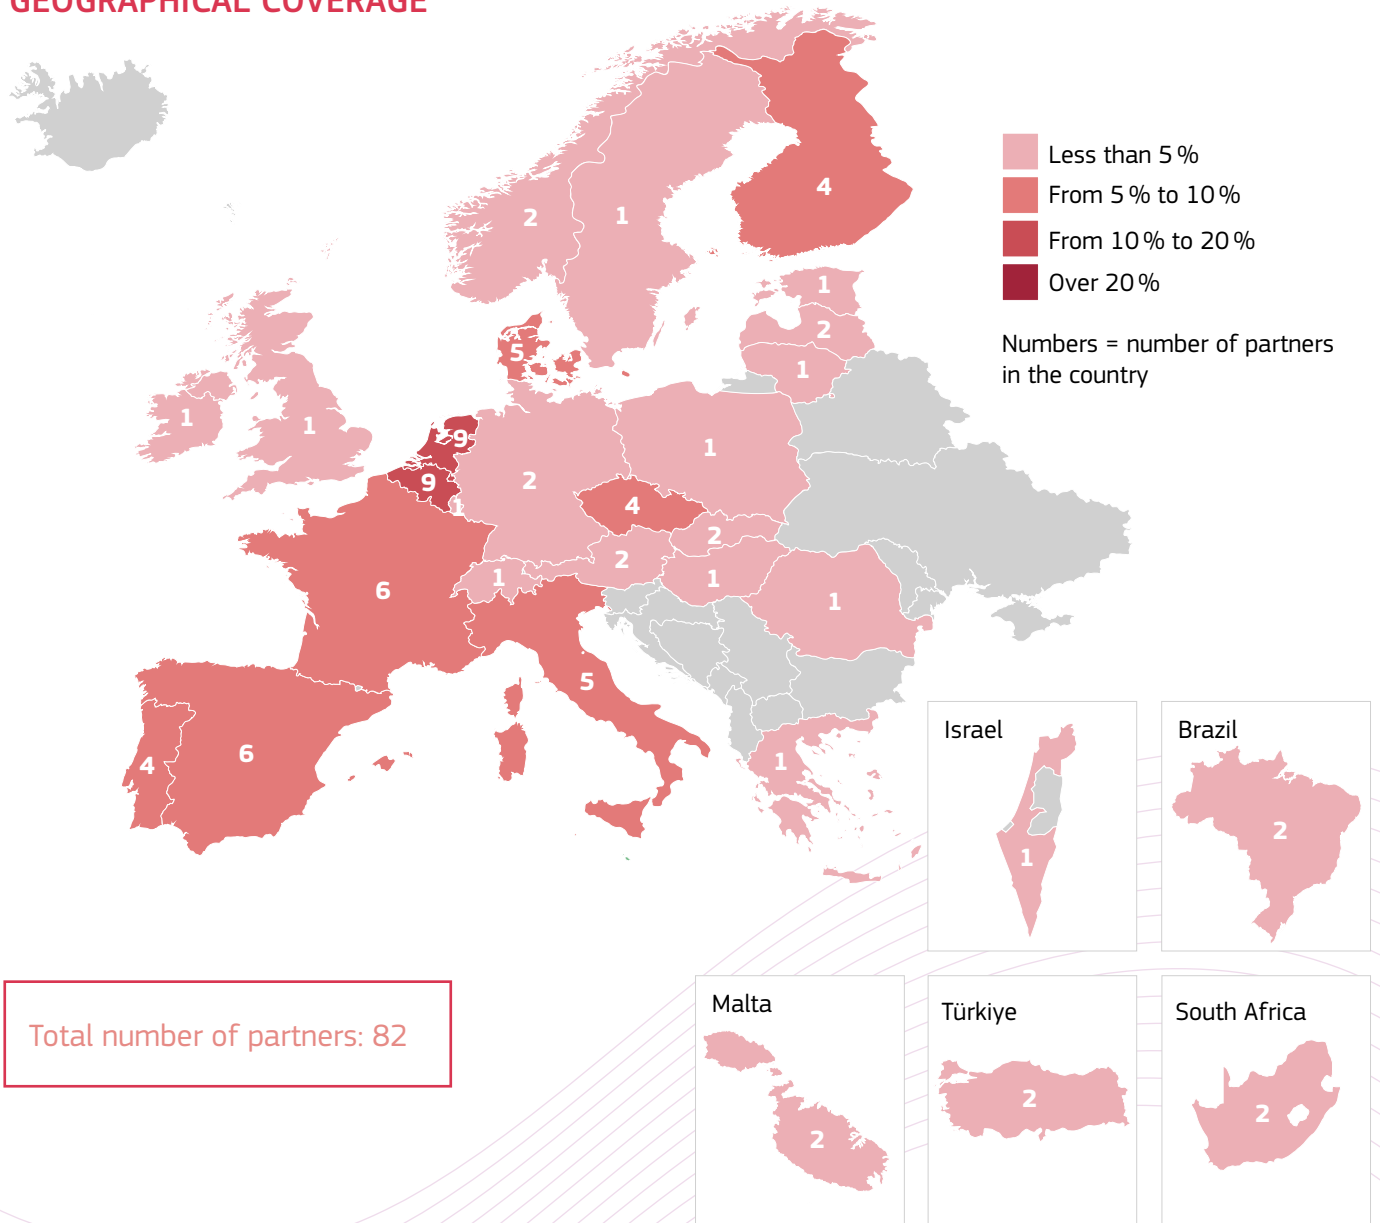 GEOGRAPHICAL COVERAGE
Less than 5 %
From 5 % to 10 %
From 10 % to 20 %
Over 20 %
Numbers = number of partners
in the country
4
2
1
1
2
1
5
1
1
9
9
1
2
1
4
2
2
1
1
1
6
5
4
6
1
Israel
1
Brazil
2
Total number of partners: 82
Malta
2
Türkiye
2
South Africa
2